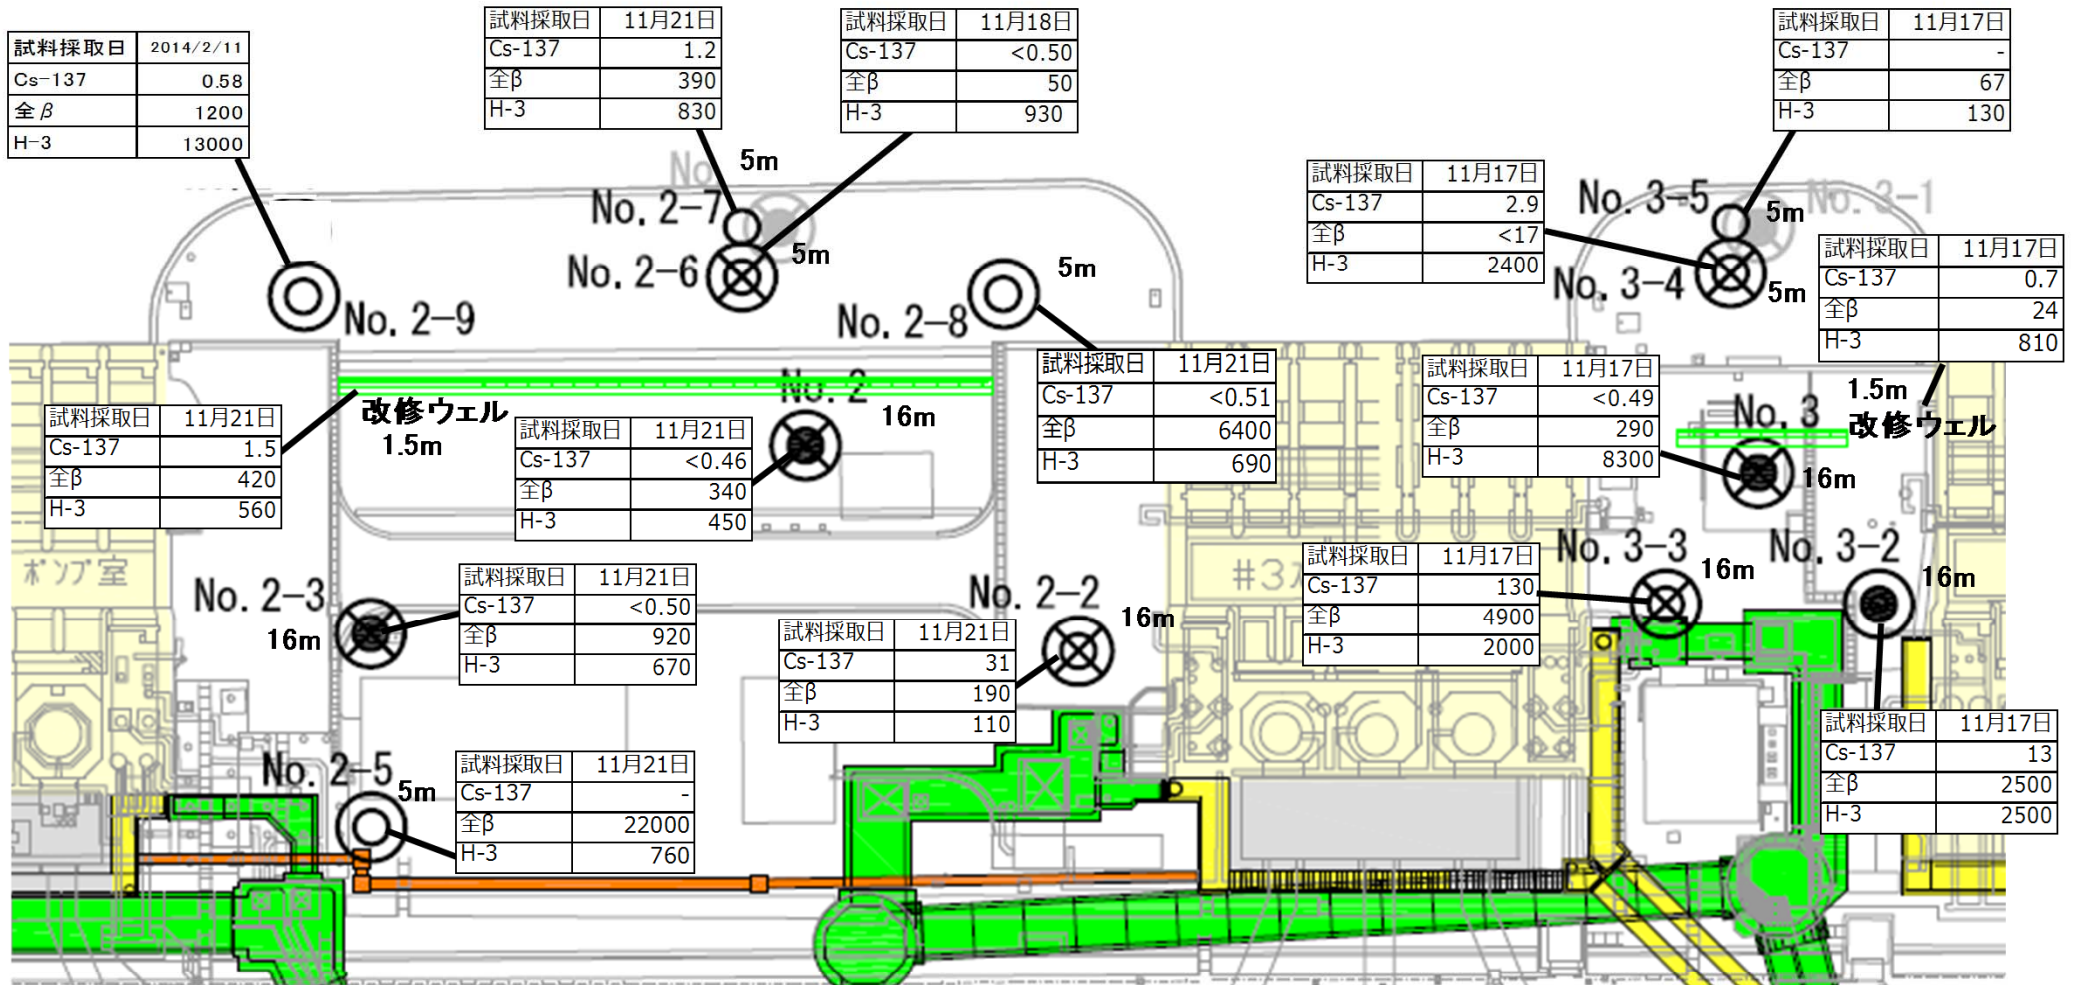 試料採取日 2014/2/11
Cs-137 0.58
全β 1200
H-3 13000
試料採取日 11月21日
Cs-137 1.2
全β 390
H-3 830
試料採取日 11月18日
Cs-137 <0.50
全β 50
H-3 930
試料採取日 11月17日
Cs-137 -
全β 67
H-3 130
No
5m
No. 2-7
No. 2-6
5m
No. 2-9
No. 2-8
5m
試料採取日 11月17日
Cs-137 2.9
全β <17
H-3 2400
No. 3-5
5m
No. 3-1
No. 3-4
5m
試料採取日 11月17日
Cs-137 0.7
全β 24
H-3 810
改修ウェル
1.5m
試料採取日 11月21日
Cs-137 1.5
全β 420
H-3 560
No. 2
16m
試料採取日 11月21日
Cs-137 <0.46
全β 340
H-3 450
試料採取日 11月21日
Cs-137 <0.51
全β 6400
H-3 690
試料採取日 11月17日
Cs-137 <0.49
全β 290
H-3 8300
1.5m
No. 3
改修ウェル
16m
ポンプ室
No. 2-3
16m
試料採取日 11月21日
Cs-137 <0.50
全β 920
H-3 670
No. 2-2
16m
試料採取日 11月21日
Cs-137 31
全β 190
H-3 110
#3
試料採取日 11月17日
Cs-137 130
全β 4900
H-3 2000
No. 3-3
16m
No. 3-2
16m
試料採取日 11月17日
Cs-137 13
全β 2500
H-3 2500
No. 2-5
5m
試料採取日 11月21日
Cs-137 -
全β 22000
H-3 760